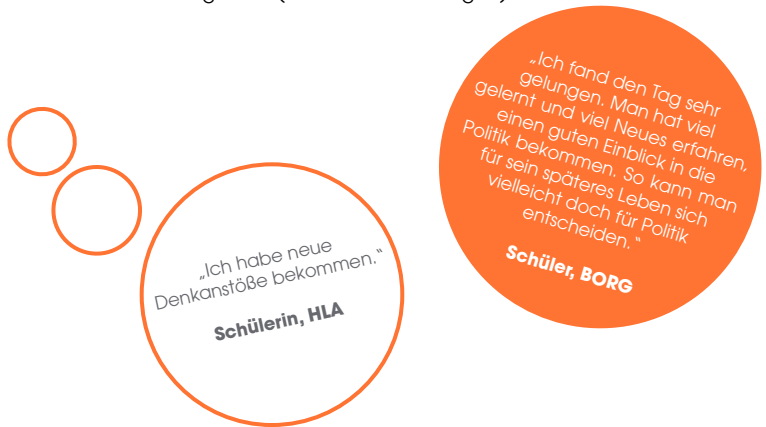 „Ich fand den Tag sehr
gelungen. Man hat viel
gelernt und viel Neues erfahren,
einen guten Einblick in die
Politik bekommen. So kann man
für sein späteres Leben sich
vielleicht doch für Politik
entscheiden.“
Schüler, BORG
„Ich habe neue
Denkanstöße bekommen.“
Schülerin, HLA